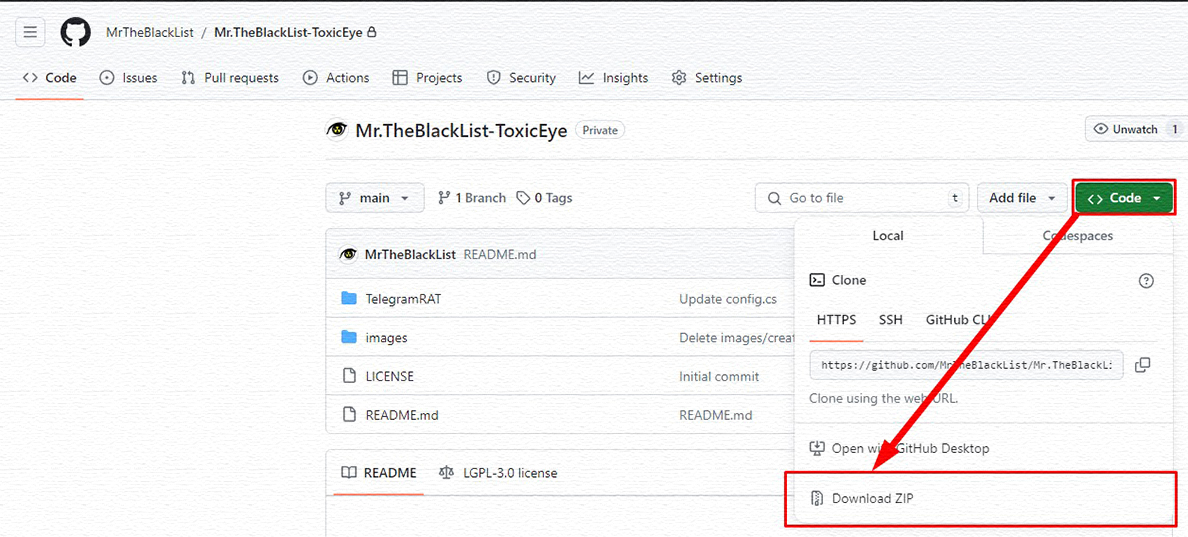 MrTheBlackList / Mr.TheBlackList-ToxicEye
Code Issues Pull requests Actions Projects Security Insights Settings
Mr.TheBlackList-ToxicEye Private Unwatch 1
main 1 Branch 0 Tags Go to file t Add file Code
Local Codespaces
MrTheBlackList README.md
Clone
TelegramRAT Update config.cs
HTTPS SSH GitHub CLI
images Delete images/creat
https://github.com/MrTheBlackList/Mr.TheBlackLi
LICENSE Initial commit
Clone using the web URL.
README.md README.md
Open with GitHub Desktop
README LGPL-3.0 license
Download ZIP